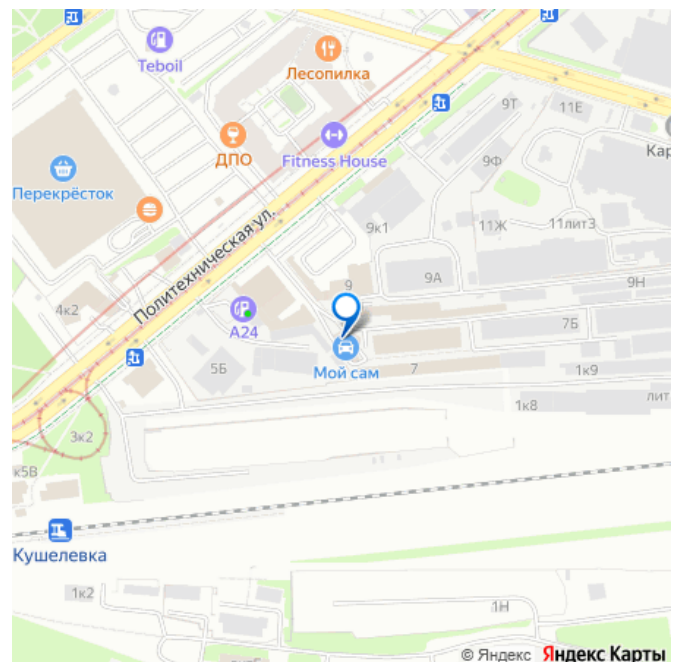 Teboil
Лесопилка
9Т
11Е
ДПО
Fitness House
Кар
9Ф
Перекрёсток
Политехническая ул.
9к1
11Ж
11литЗ
9
9А
9Н
4к2
А24
7Б
5Б
Мой сам
7
1к9
1к8
лит
3к2
к5В
Кушелевка
1к2
1Н
© Яндекс Яндекс Карты